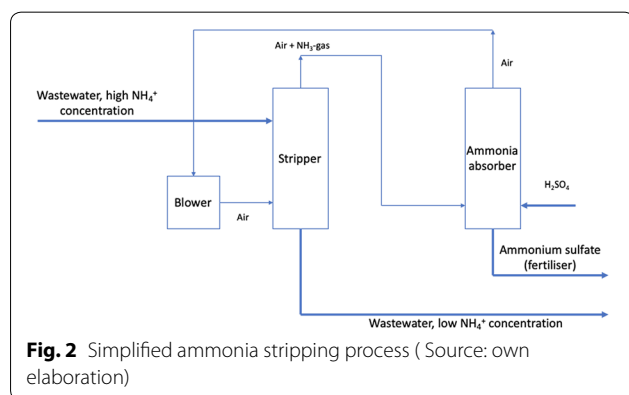 Air + NH₃-gas
Air
Wastewater, high NH₄⁺
concentration
Stripper
Ammonia
absorber
Blower
Air
H₂SO₄
Ammonium sulfate
(fertiliser)
Wastewater, low NH₄⁺ concentration
Fig. 2 Simplified ammonia stripping process ( Source: own
elaboration)